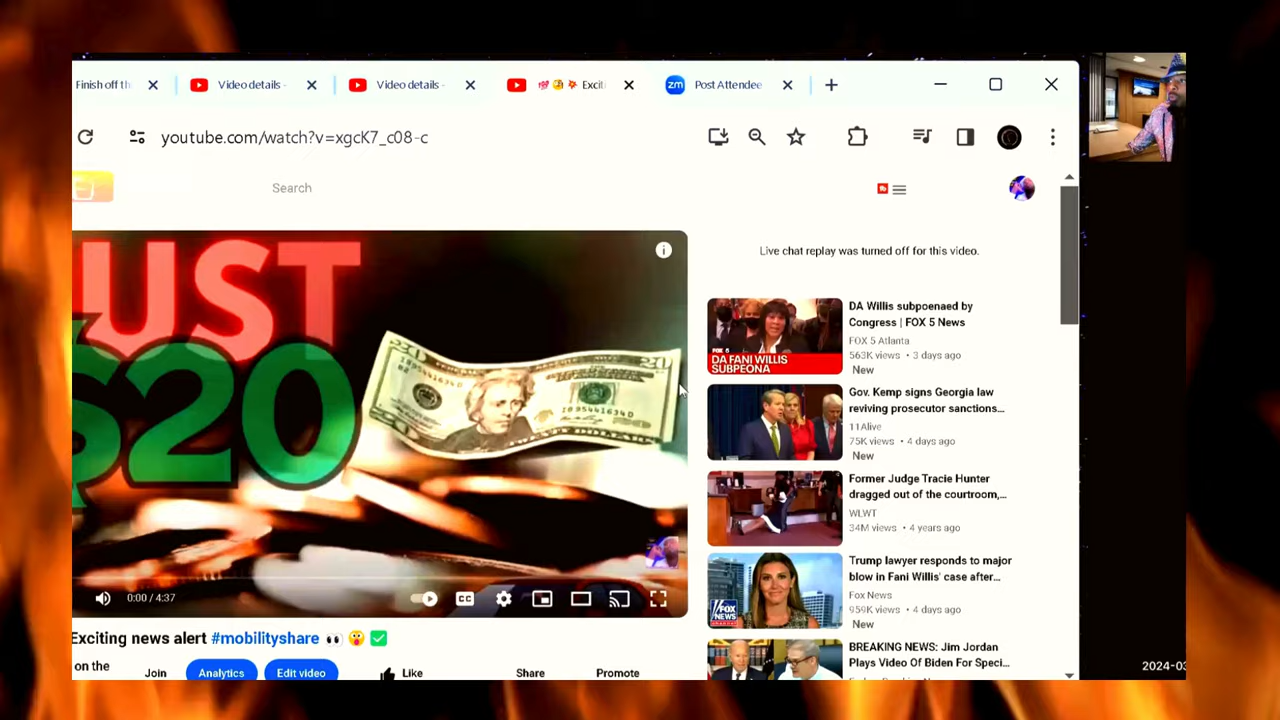 Finish off th
Video details -
Video details -
Excit
zm
Post Attendee
youtube.com/watch?v=xgcK7_c08-c
Search
Live chat replay was turned off for this video.
UST
$20
DA Willis subpoenaed by
Congress | FOX 5 News
FOX 5 Atlanta
563K views • 3 days ago
New
FOX 5
DA FANI WILLIS
SUBPEONA
Gov. Kemp signs Georgia law
reviving prosecutor sanctions...
11Alive
75K views • 4 days ago
New
Former Judge Tracie Hunter
dragged out of the courtroom,...
WLWT
34M views • 4 years ago
Trump lawyer responds to major
blow in Fani Willis' case after...
Fox News
959K views • 4 days ago
New
FOX
NEWS
BREAKING NEWS: Jim Jordan
Plays Video Of Biden For Speci...
0:00 / 4:37
CC
Exciting news alert #mobilityshare 👀 😲 ✅
on the
Join
Analytics
Edit video
Like
Share
Promote
2024-03